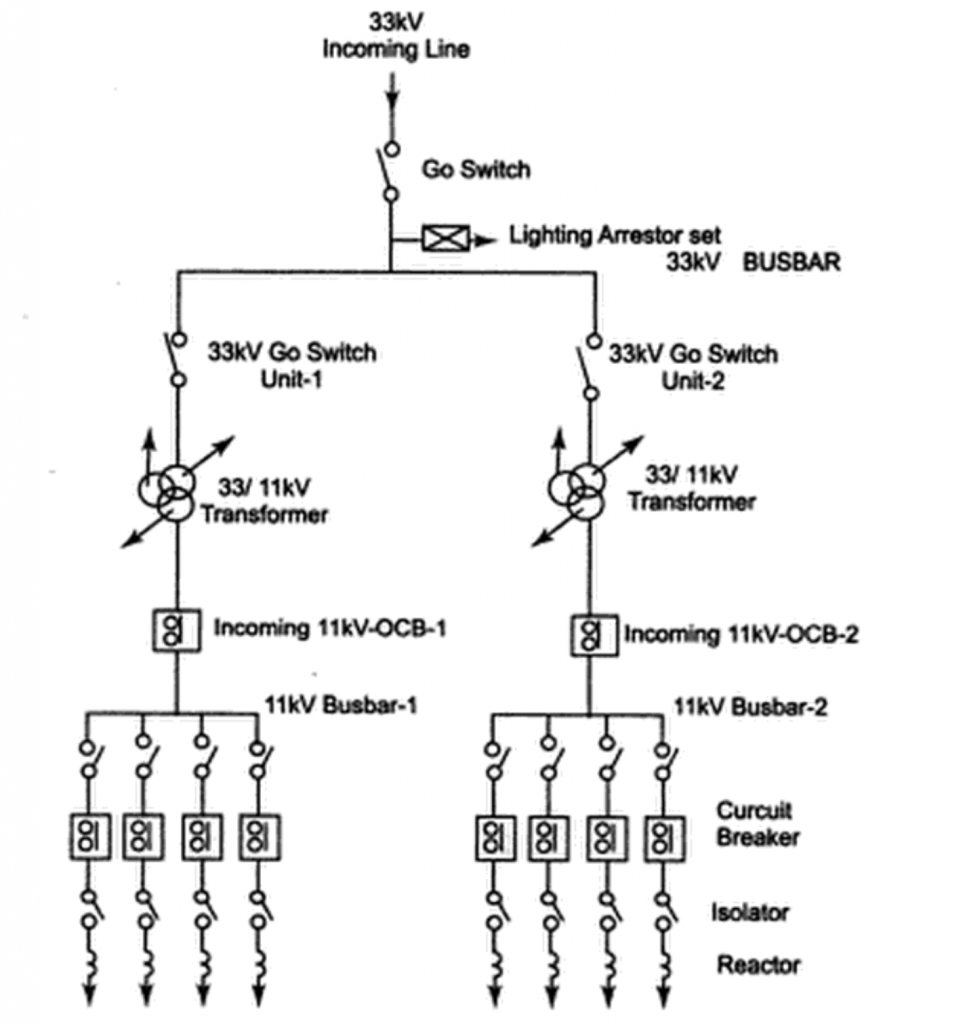 33kV
Incoming Line
Go Switch
Lighting Arrestor set
33kV BUSBAR
33kV Go Switch
Unit-1
33kV Go Switch
Unit-2
33/ 11kV
Transformer
33/ 11kV
Transformer
Incoming 11kV-OCB-1
Incoming 11kV-OCB-2
11kV Busbar-1
11kV Busbar-2
Curcuit
Breaker
Isolator
Reactor